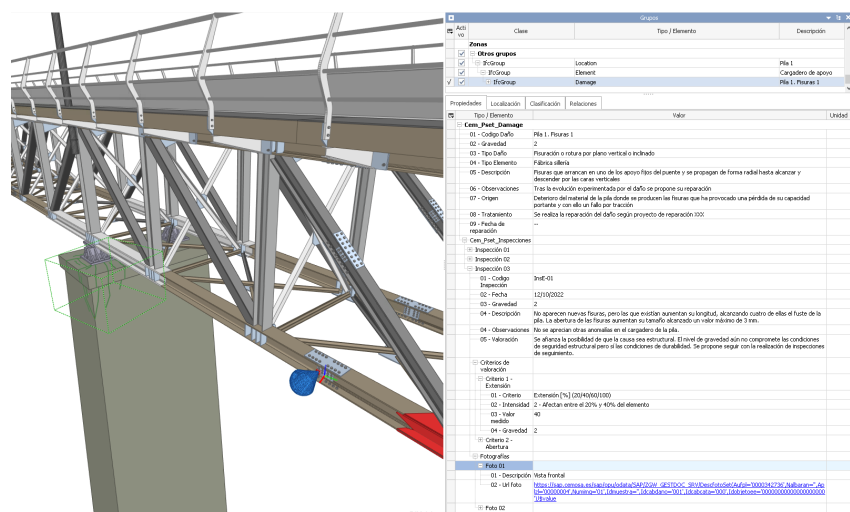 Grupos
Acti vo Clase Tipo / Elemento Descripción
Zonas
Otros grupos
IfcGroup Location Pila 1
IfcGroup Element Cargadero de apoyo
IfcGroup Damage Pila 1. Fisuras 1
Propiedades Localización Clasificación Relaciones
Tipo / Elemento Valor Unidad
Cem_Pset_Damage
01 - Codigo Daño Pila 1. Fisuras 1
02 - Gravedad 2
03 - Tipo Daño Fisuración o rotura por plano vertical o inclinado
04 - Tipo Elemento Fábrica sillería
05 - Descripción Fisuras que arrancan en uno de los apoyo fijos del puente y se propagan de forma radial hasta alcanzar y
descender por las caras verticales
06 - Observaciones Tras la evolución experimentada por el daño se propone su reparación
07 - Origen Deterioro del material de la pila donde se producen las fisuras que ha provocado una pérdida de su capacidad
portante y con ello un fallo por tracción
08 - Tratamiento Se realiza la reparación del daño según proyecto de reparación XXX
09 - Fecha de
reparación --
Cem_Pset_Inspecciones
Inspección 01
Inspección 02
Inspección 03
01 - Codigo
Inspección InsE-01
02 - Fecha 12/10/2022
03 - Gravedad 2
04 - Descripción No aparecen nuevas fisuras, pero las que existían aumentan su longitud, alcanzando cuatro de ellas el fuste de la
pila. La abertura de las fisuras aumentan su tamaño alcanzado un valor máximo de 3 mm.
04 - Observaciones No se aprecian otras anomalías en el cargadero de la pila.
05 - Valoración Se afianza la posibilidad de que la causa sea estructural. El nivel de gravedad aún no compromete las condiciones
de seguridad estructural pero sí las condiciones de durabilidad. Se propone seguir con la realización de inspecciones
de seguimiento.
Criterios de
valoración
Criterio 1 -
Extensión
01 - Criterio Extensión [%] (20/40/60/100)
02 - Intensidad 2 - Afectan entre el 20% y 40% del elemento
03 - Valor
medido 40
04 - Gravedad 2
Criterio 2 -
Abertura
Fotografías
Foto 01
01 - Descripción Vista frontal
02 - Url foto
Foto 02